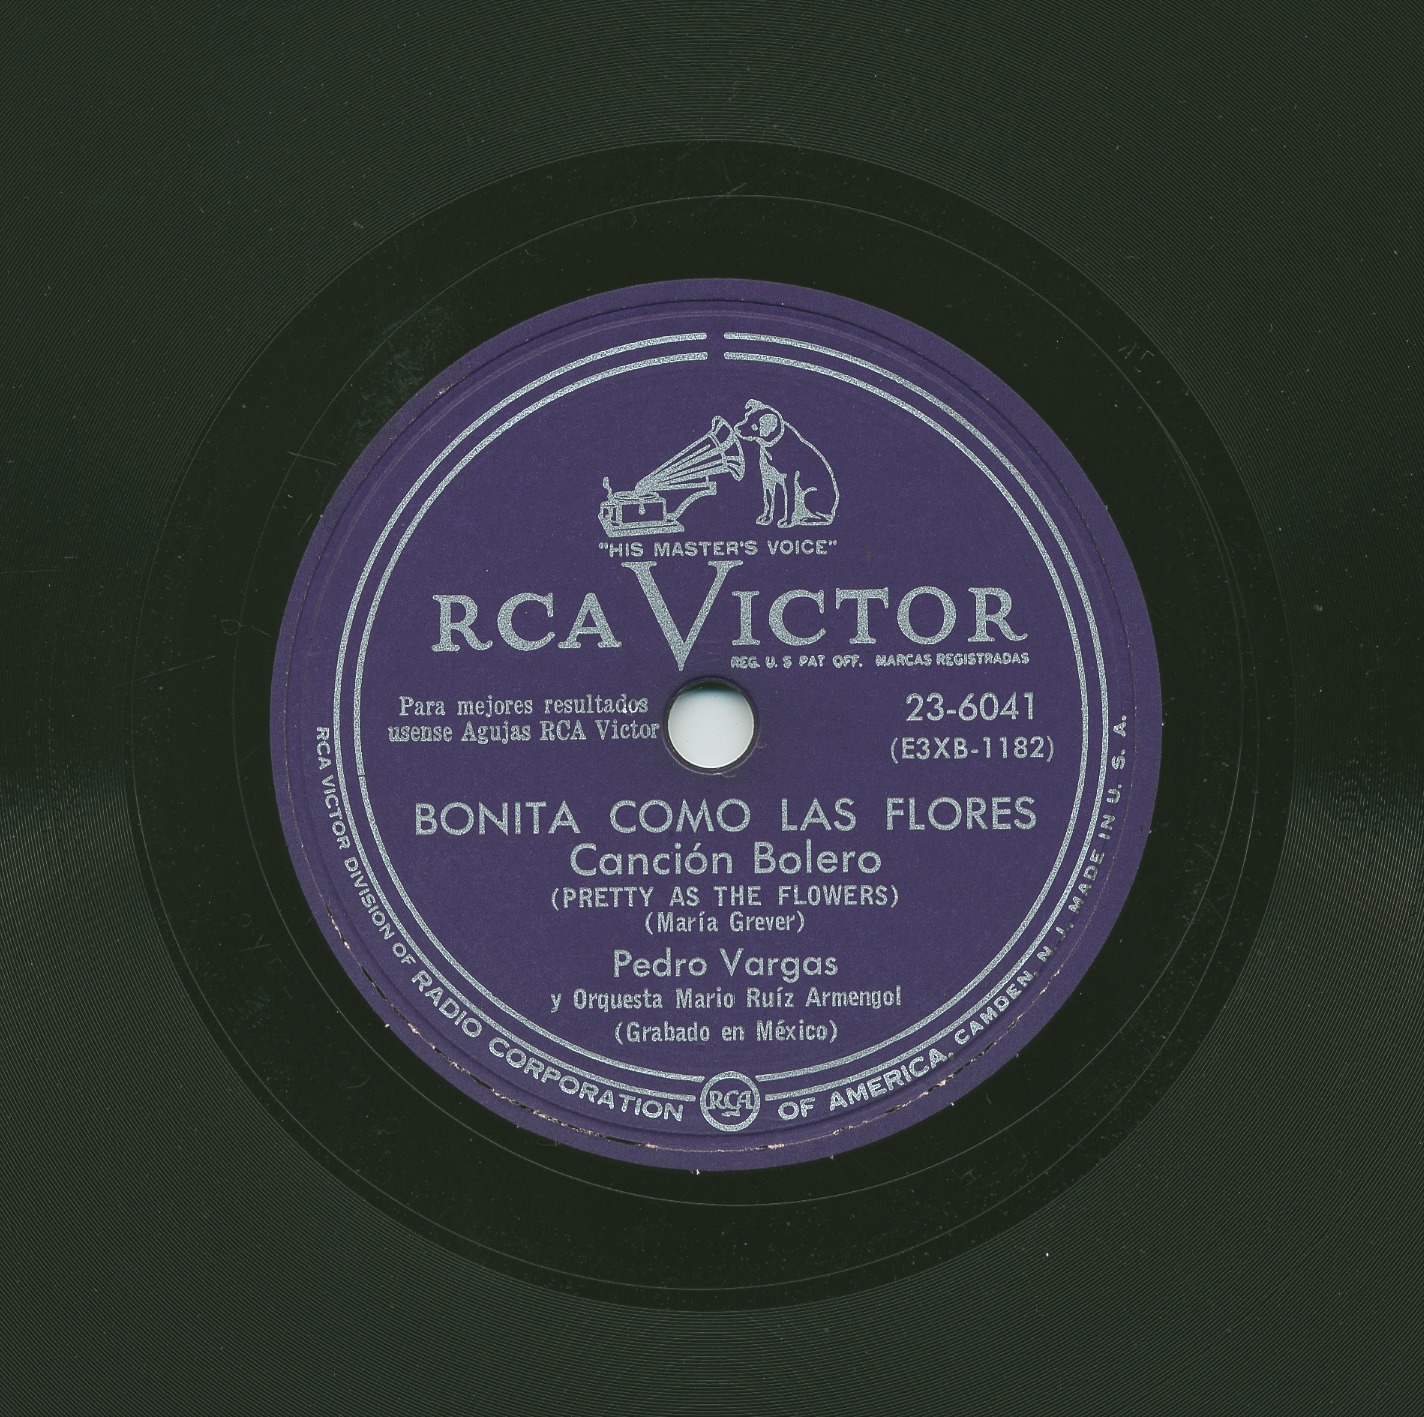 "HIS MASTER'S VOICE"
RCA VICTOR
REG. U. S PAT OFF. MARCAS REGISTRADAS
Para mejores resultados
usense Agujas RCA Victor
23-6041
(E3XB-1182)
BONITA COMO LAS FLORES
Canción Bolero
(PRETTY AS THE FLOWERS)
(María Grever)
Pedro Vargas
y Orquesta Mario Ruíz Armengol
(Grabado en México)
RCA VICTOR DIVISION OF RADIO CORPORATION OF AMERICA, CAMDEN, N. J. MADE IN U. S. A.
RCA